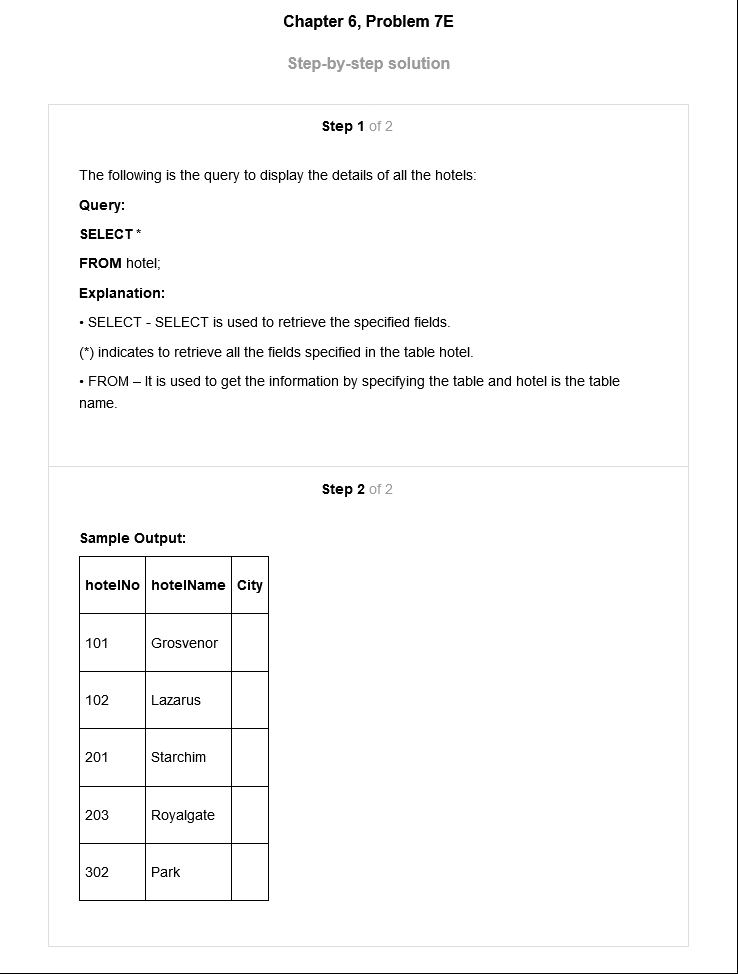 Chapter 6, Problem 7E
Step-by-step solution
Step 1 of 2
The following is the query to display the details of all the hotels:
Query:
SELECT *
FROM hotel;
Explanation:
• SELECT - SELECT is used to retrieve the specified fields.
(*) indicates to retrieve all the fields specified in the table hotel.
• FROM – It is used to get the information by specifying the table and hotel is the table
name.
Step 2 of 2
Sample Output:
hotelNo hotelName City
101 Grosvenor
102 Lazarus
201 Starchim
203 Royalgate
302 Park